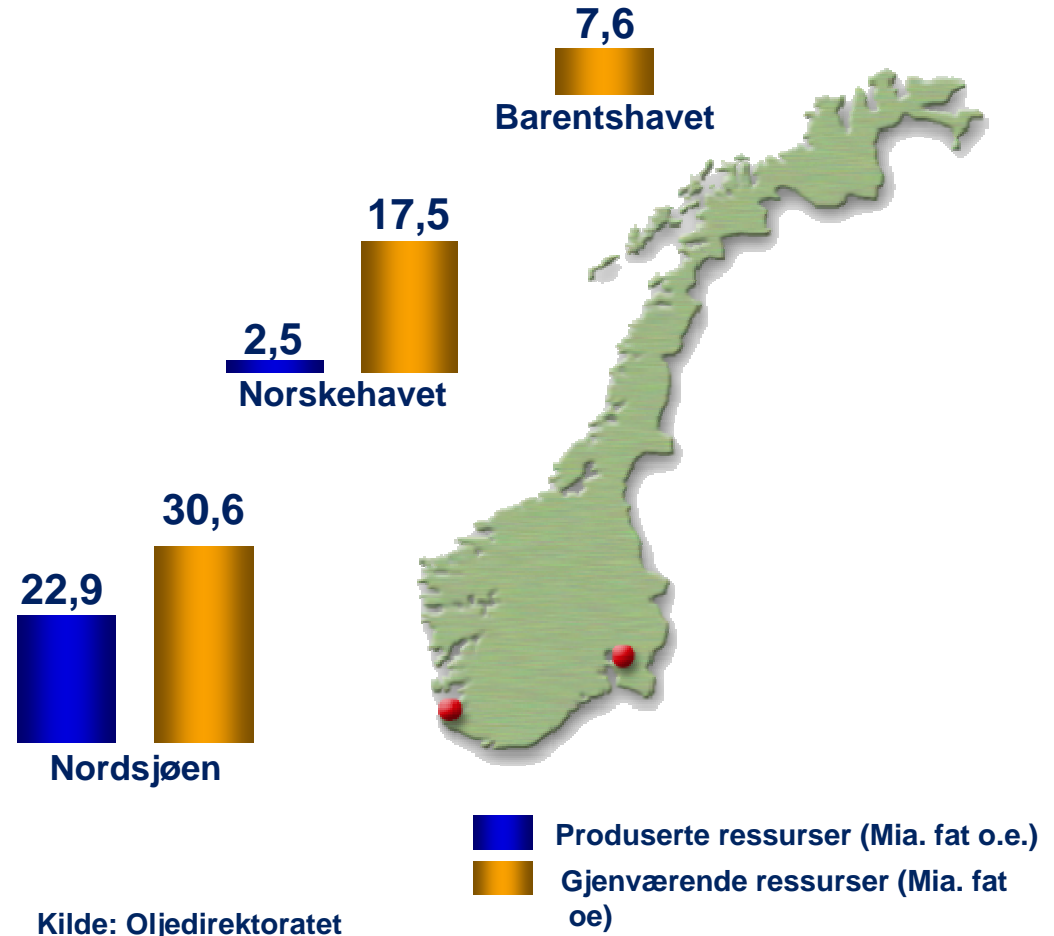 7,6
Barentshavet
17,5
2,5
Norskehavet
30,6
22,9
Nordsjøen
Produserte ressurser (Mia. fat o.e.)
Gjenværende ressurser (Mia. fat
oe)
Kilde: Oljedirektoratet